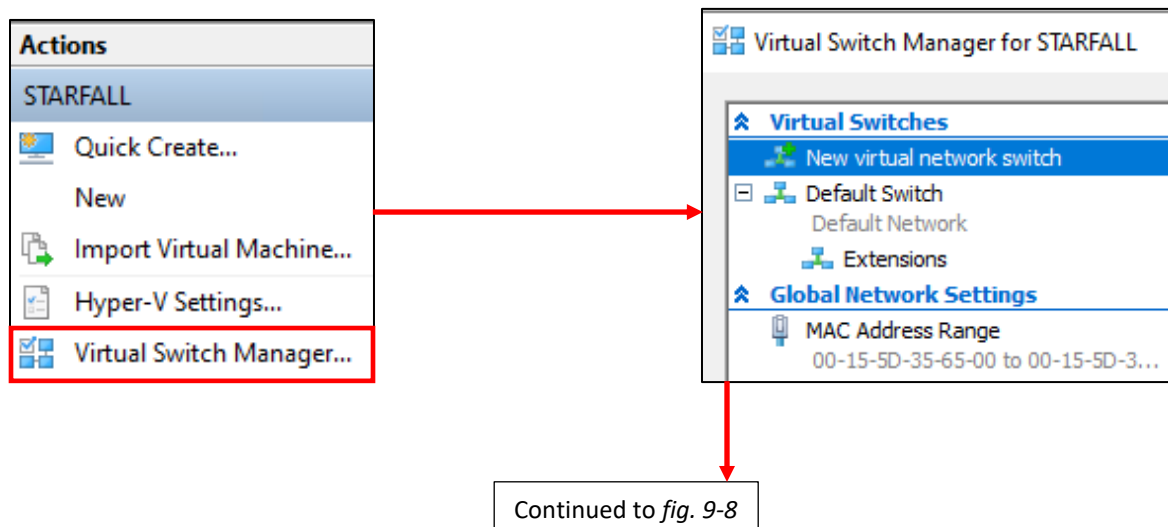 Actions
STARFALL
Quick Create...
New
Import Virtual Machine...
Hyper-V Settings...
Virtual Switch Manager...
Virtual Switch Manager for STARFALL
Virtual Switches
New virtual network switch
Default Switch
Default Network
Extensions
Global Network Settings
MAC Address Range
00-15-5D-35-65-00 to 00-15-5D-3...
Continued to fig. 9-8